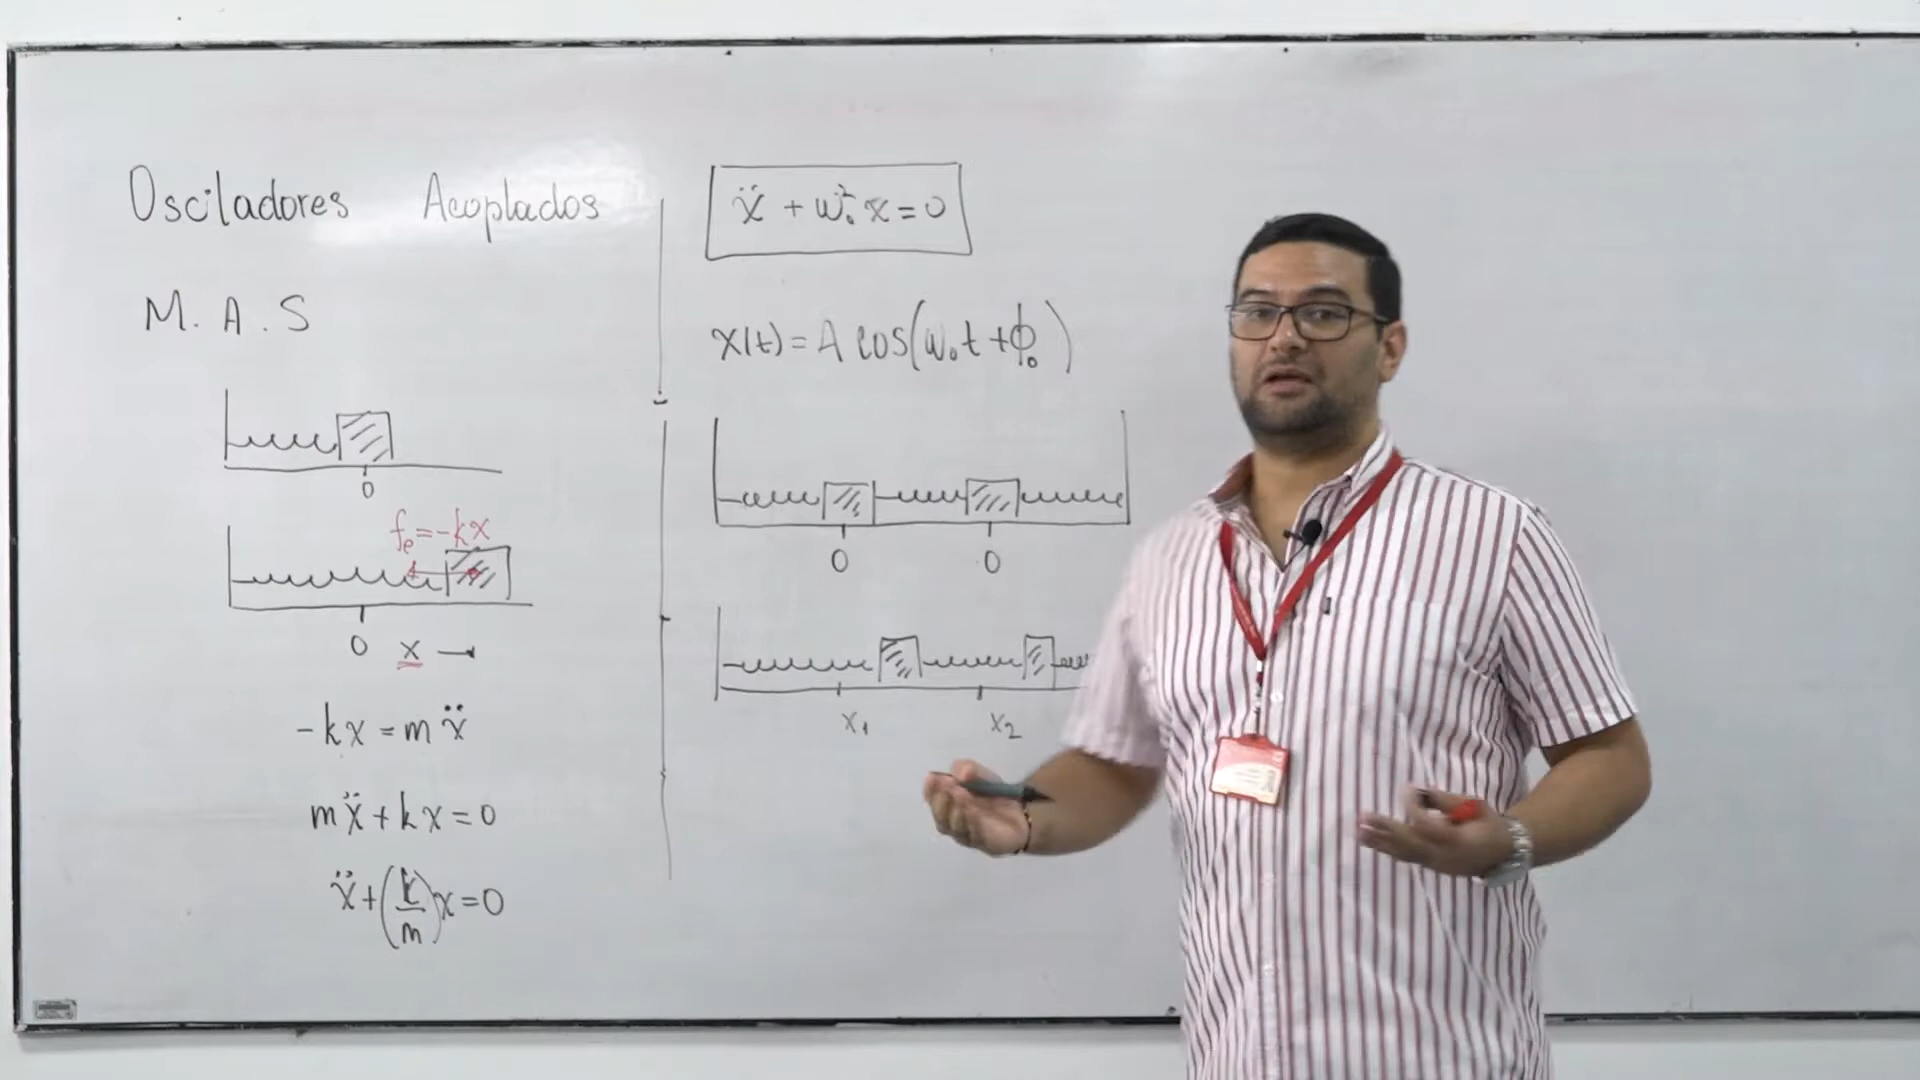 Osciladores Acoplados
M. A. S
0
fe = -kx
0 x →
-kx = mẍ
mẍ + kx = 0
ẍ + (k/m)x = 0
ẍ + ω₀² x = 0
x(t) = A cos(ω₀t + ϕ₀)
0 0
x₁ x₂